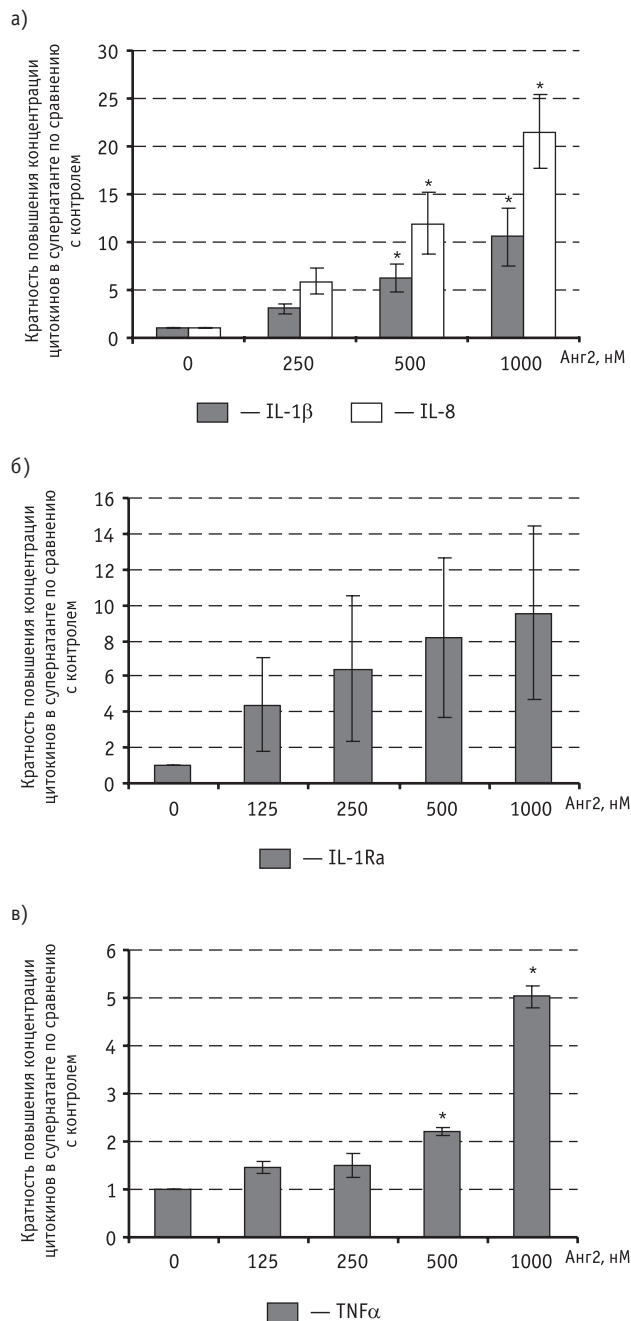 а)
Кратность повышения концентрации
цитокинов в супернатанте по сравнению
с контролем
30
25
20
15
10
5
0
* * * *
0 250 500 1000 Анг2, нМ
— IL-1β — IL-8
б)
Кратность повышения концентрации
цитокинов в супернатанте по сравнению
с контролем
16
14
12
10
8
6
4
2
0
0 125 250 500 1000 Анг2, нМ
— IL-1Ra
в)
Кратность повышения концентрации
цитокинов в супернатанте по сравнению
с контролем
6
5
4
3
2
1
0
* *
0 125 250 500 1000 Анг2, нМ
— TNFα